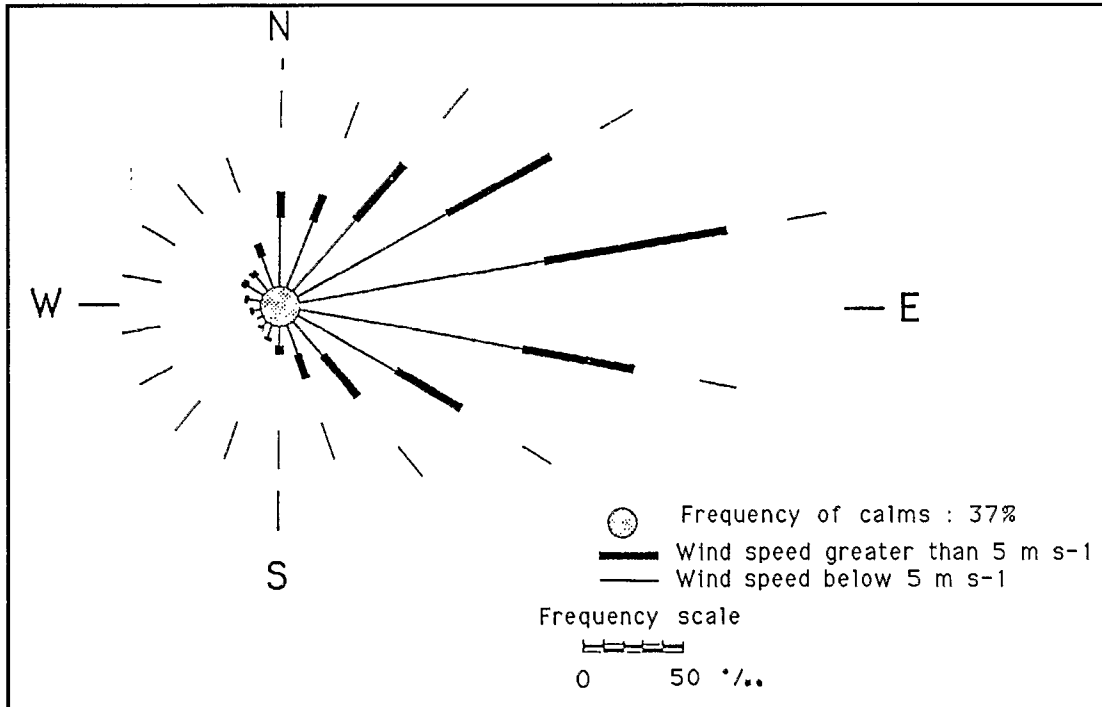 N
W
E
S
Frequency of calms : 37%
Wind speed greater than 5 m s-1
Wind speed below 5 m s-1
Frequency scale
0 50 °/..